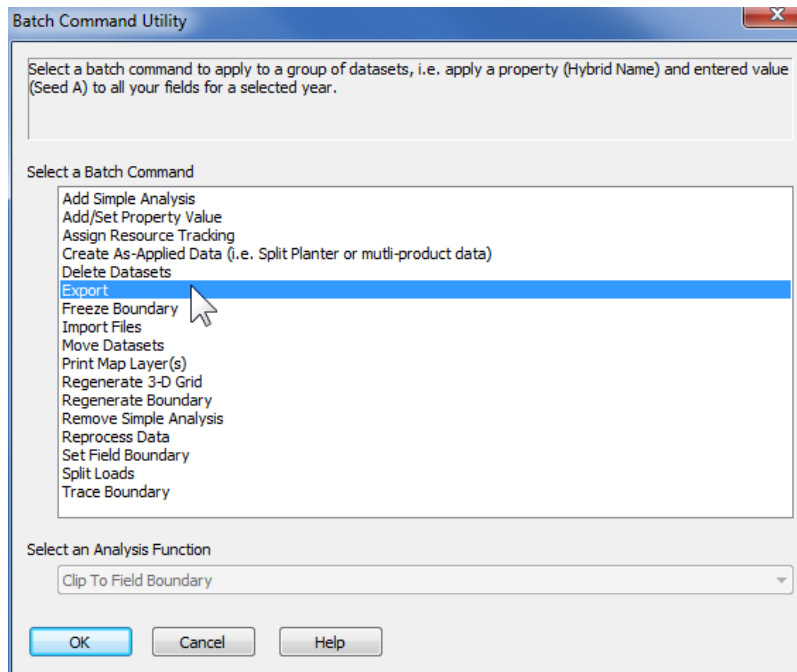 Batch Command Utility
Select a batch command to apply to a group of datasets, i.e. apply a property (Hybrid Name) and entered value
(Seed A) to all your fields for a selected year.
Select a Batch Command
Add Simple Analysis
Add/Set Property Value
Assign Resource Tracking
Create As-Applied Data (i.e. Split Planter or mutli-product data)
Delete Datasets
Export
Freeze Boundary
Import Files
Move Datasets
Print Map Layer(s)
Regenerate 3-D Grid
Regenerate Boundary
Remove Simple Analysis
Reprocess Data
Set Field Boundary
Split Loads
Trace Boundary
Select an Analysis Function
Clip To Field Boundary
OK Cancel Help